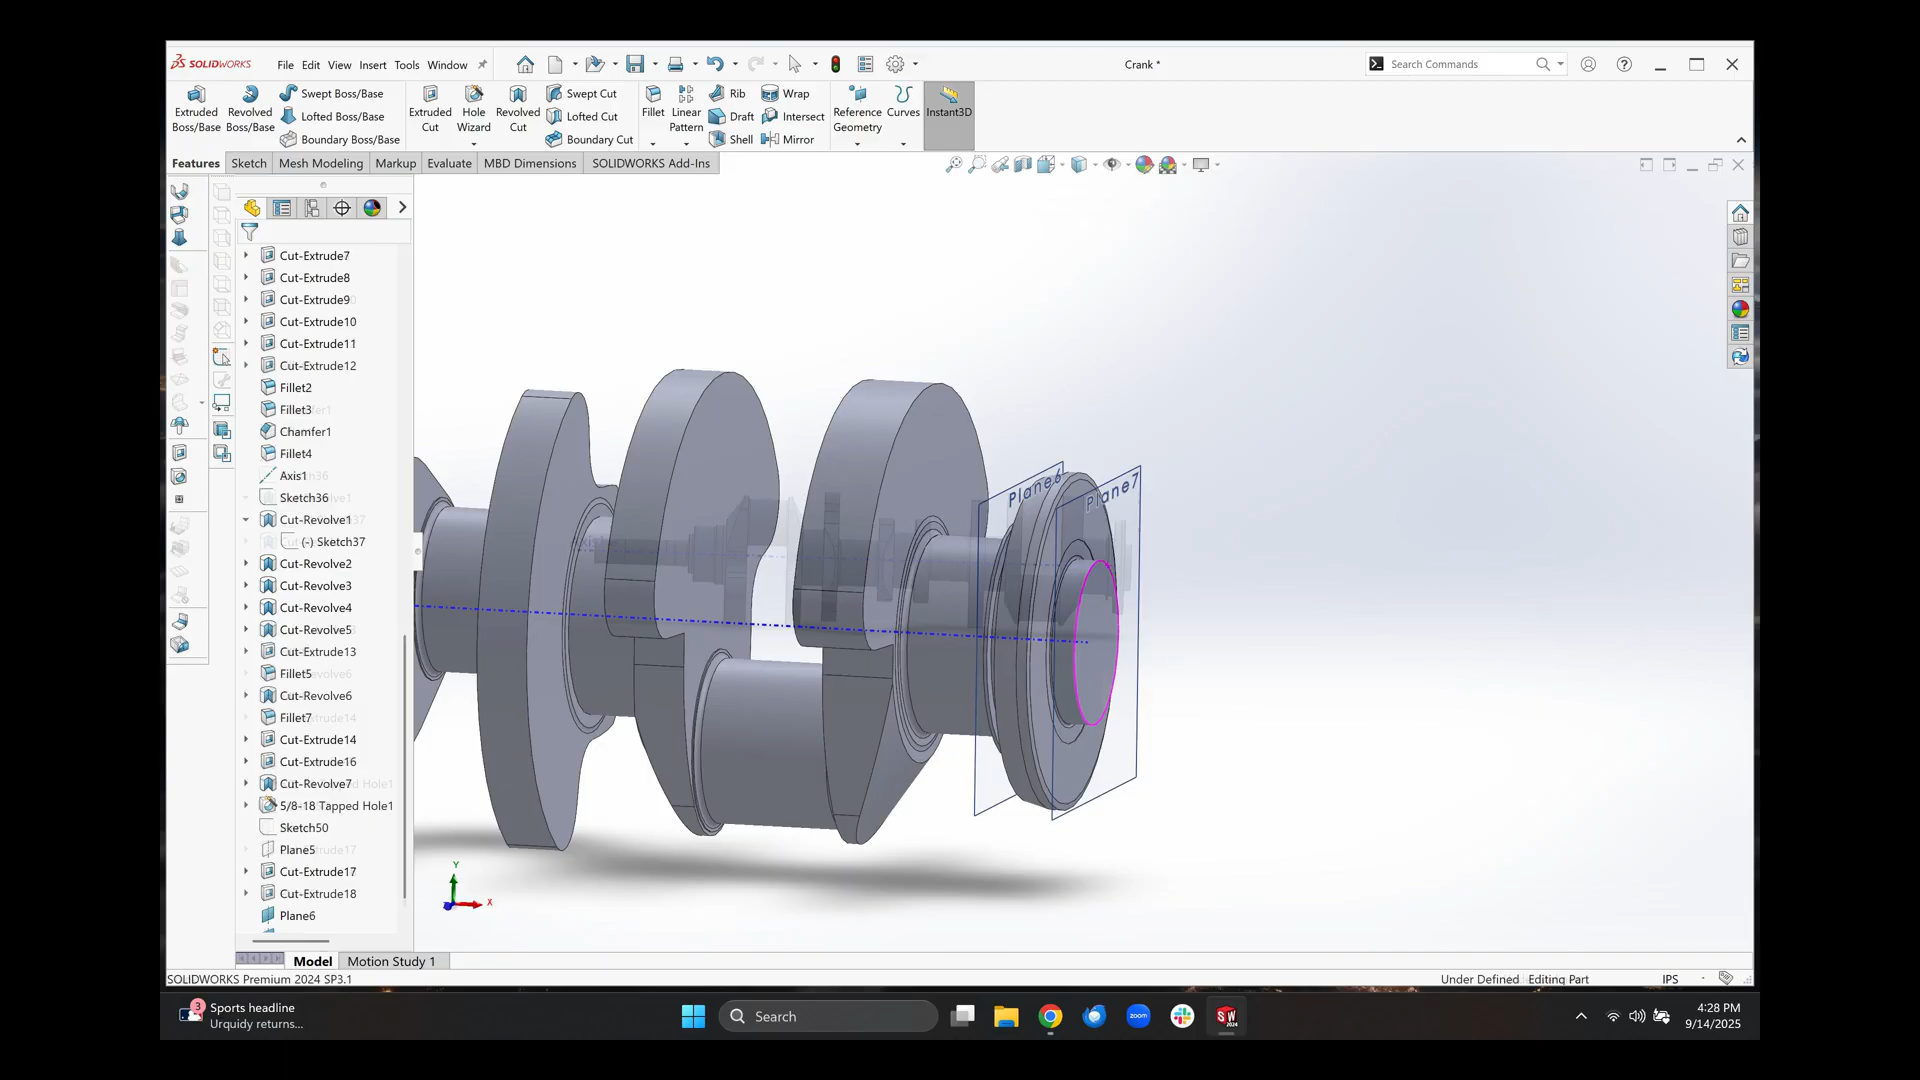 SOLIDWORKS
File Edit View Insert Tools Window
Crank *
Search Commands
Extruded Boss/Base
Revolved Boss/Base
Swept Boss/Base
Lofted Boss/Base
Boundary Boss/Base
Extruded Cut
Hole Wizard
Revolved Cut
Swept Cut
Lofted Cut
Boundary Cut
Fillet
Linear Pattern
Rib
Draft
Shell
Wrap
Intersect
Mirror
Reference Geometry
Curves
Instant3D
Features Sketch Mesh Modeling Markup Evaluate MBD Dimensions SOLIDWORKS Add-Ins
Cut-Extrude7
Cut-Extrude8
Cut-Extrude9
Cut-Extrude10
Cut-Extrude11
Cut-Extrude12
Fillet2
Fillet3
Chamfer1
Fillet4
Axis1
Sketch36
Cut-Revolve1
(-) Sketch37
Cut-Revolve2
Cut-Revolve3
Cut-Revolve4
Cut-Revolve5
Cut-Extrude13
Fillet5
Cut-Revolve6
Fillet7
Cut-Extrude14
Cut-Extrude16
Cut-Revolve7
5/8-18 Tapped Hole1
Sketch50
Plane5
Cut-Extrude17
Cut-Extrude18
Plane6
Plane6
Plane7
Y
X
Model Motion Study 1
SOLIDWORKS Premium 2024 SP3.1
Under Defined Editing Part IPS
3
Sports headline
Urquidy returns...
Search
zoom
SW
2024
4:28 PM
9/14/2025